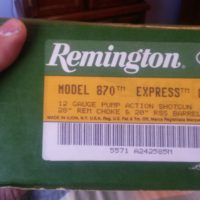 Remington
MODEL 870™ EXPRESS™
12 GAUGE PUMP ACTION SHOTGUN
28" REM CHOKE & 20" RSS BARREL
5571 A242585M